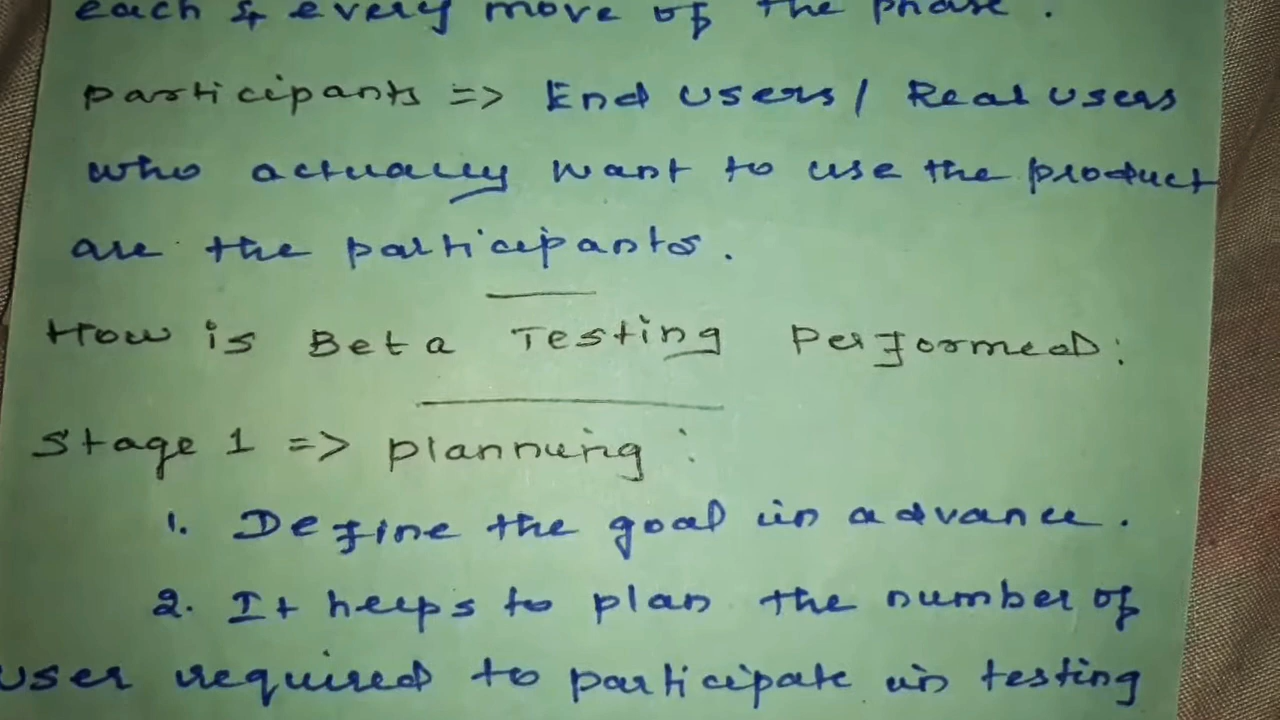 each & every move of the phase.
participants => End users/ Real users
who actually want to use the product
are the participants.
How is Beta Testing Performed:
Stage 1 => planning:
1. Define the goal in advance.
2. It helps to plan the number of
user required to participate in testing